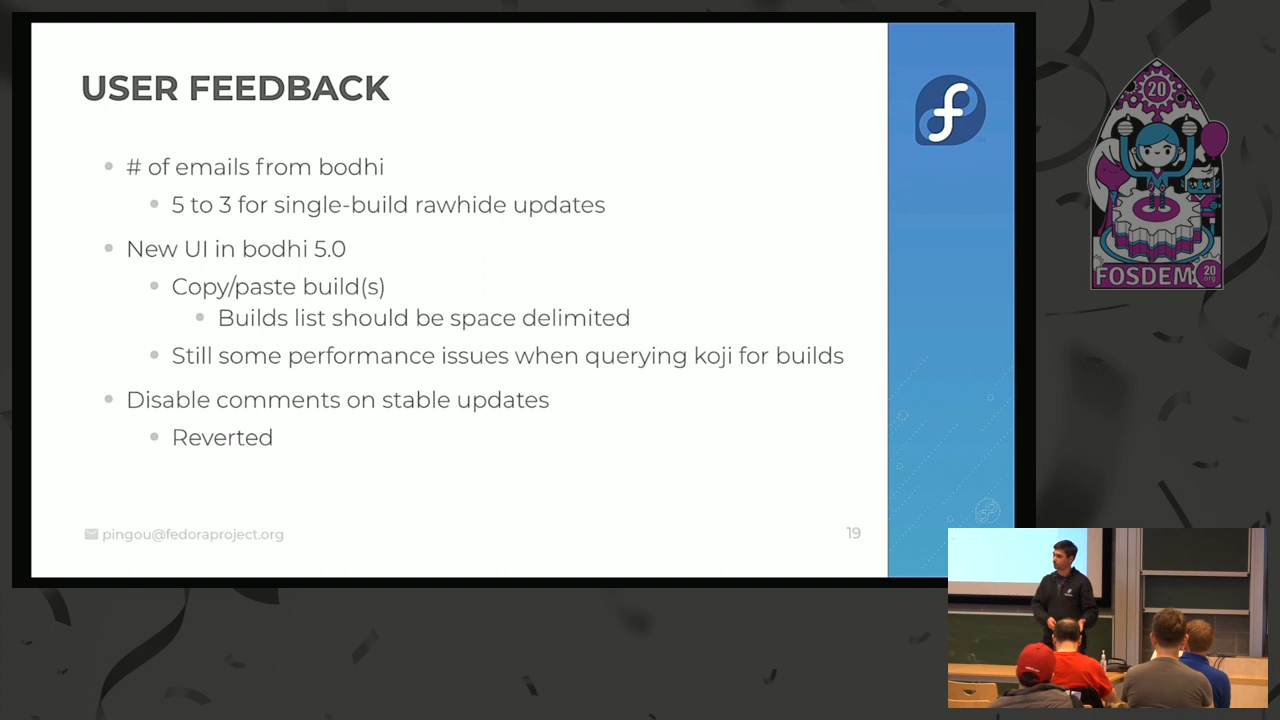 USER FEEDBACK
# of emails from bodhi
5 to 3 for single-build rawhide updates
New UI in bodhi 5.0
Copy/paste build(s)
Builds list should be space delimited
Still some performance issues when querying koji for builds
Disable comments on stable updates
Reverted
pingou@fedoraproject.org
19
20
FOSDEM
20
.org